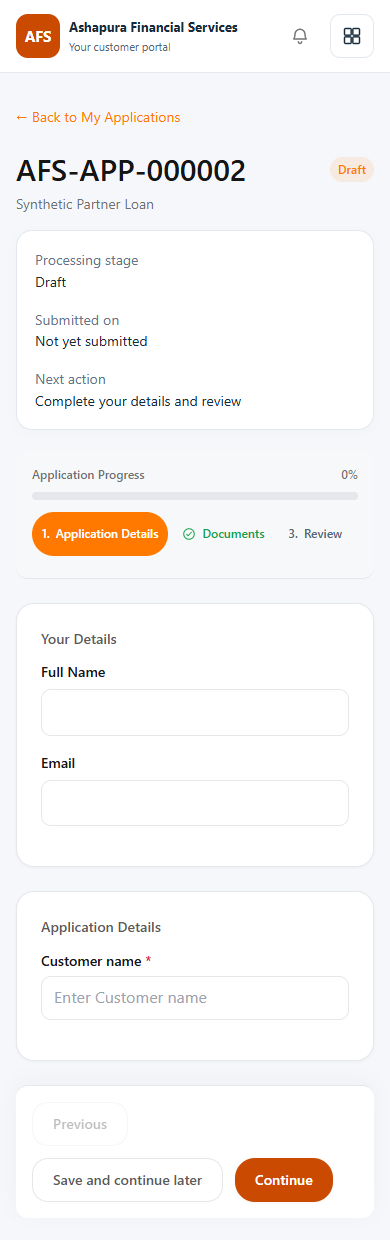 AFS
Ashapura Financial Services
Your customer portal
← Back to My Applications
AFS-APP-000002
Draft
Synthetic Partner Loan
Processing stage
Draft
Submitted on
Not yet submitted
Next action
Complete your details and review
Application Progress 0%
1. Application Details Documents 3. Review
Your Details
Full Name
Email
Application Details
Customer name *
Enter Customer name
Previous
Save and continue later Continue